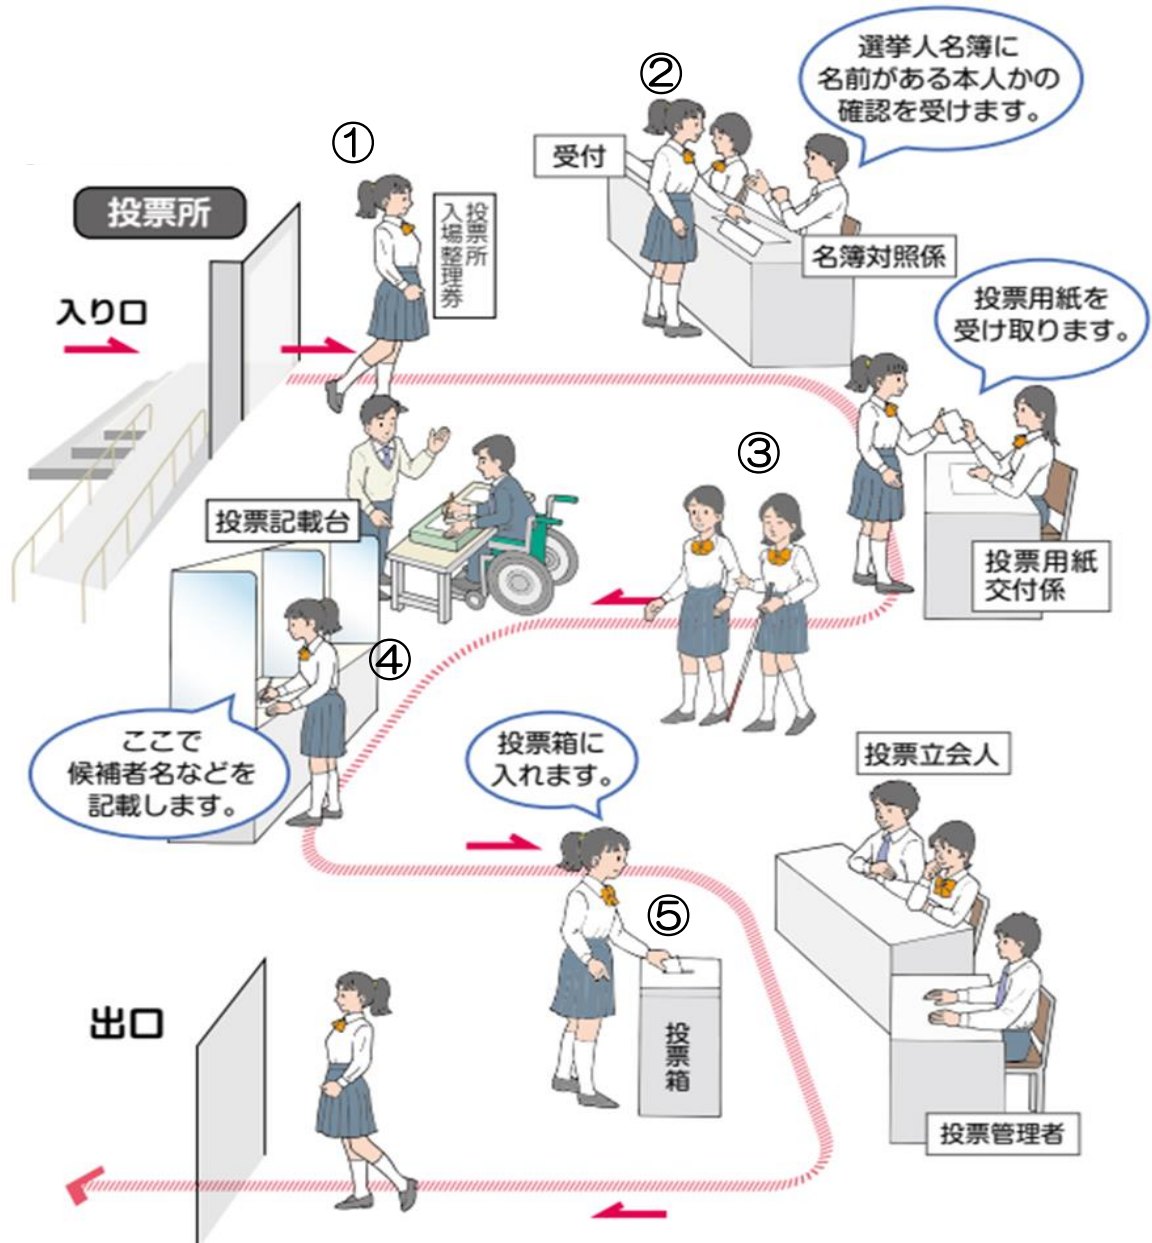 投票所
入り口
①
投票所
入場整理券
②
受付
選挙人名簿に
名前がある本人かの
確認を受けます。
名簿対照係
投票用紙を
受け取ります。
投票用紙
交付係
③
投票記載台
④
ここで
候補者名などを
記載します。
投票箱に
入れます。
⑤
投票箱
投票立会人
投票管理者
出口